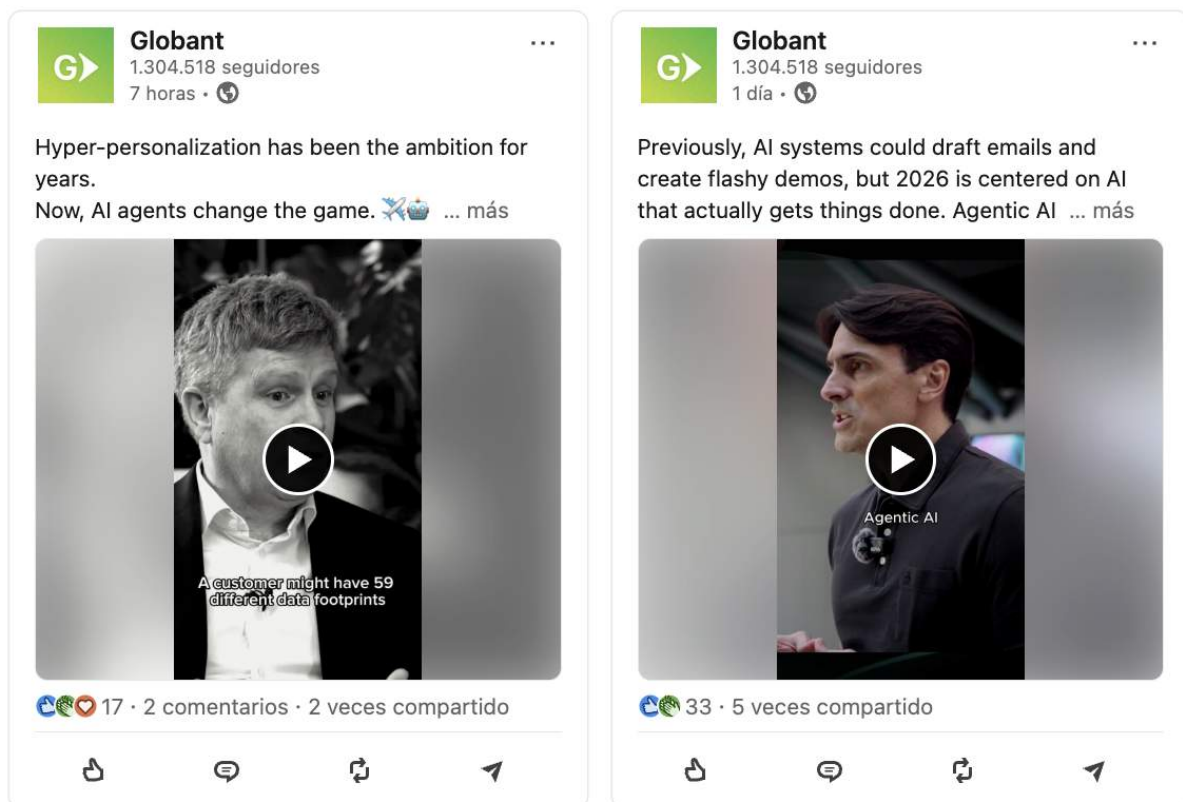 Globant
1.304.518 seguidores
7 horas •
Hyper-personalization has been the ambition for
years.
Now, AI agents change the game. ✈️🤖 ... más
A customer might have 59
different data footprints
17 · 2 comentarios · 2 veces compartido
Globant
1.304.518 seguidores
1 día •
Previously, AI systems could draft emails and
create flashy demos, but 2026 is centered on AI
that actually gets things done. Agentic AI ... más
Agentic AI
33 · 5 veces compartido